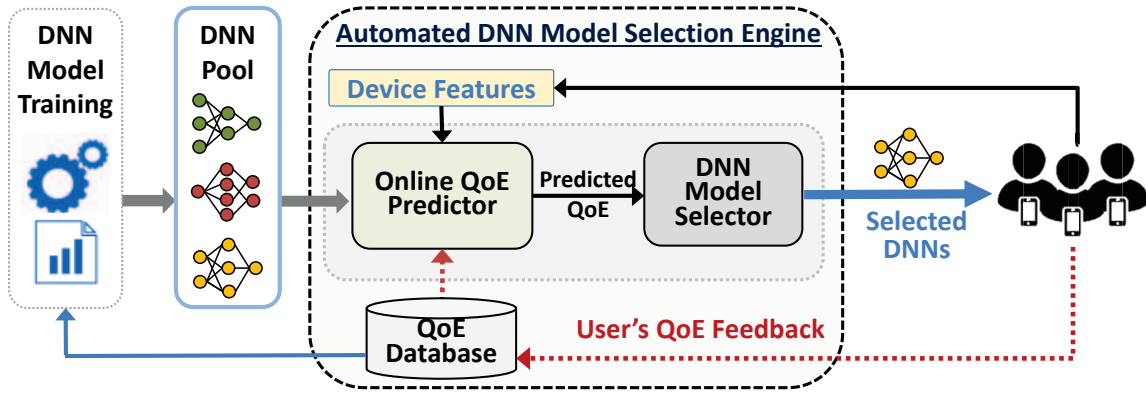 DNN
Model
Training
DNN
Pool
Automated DNN Model Selection Engine
Device Features
Online QoE
Predictor
Predicted
QoE
DNN
Model
Selector
Selected
DNNs
QoE
Database
User's QoE Feedback